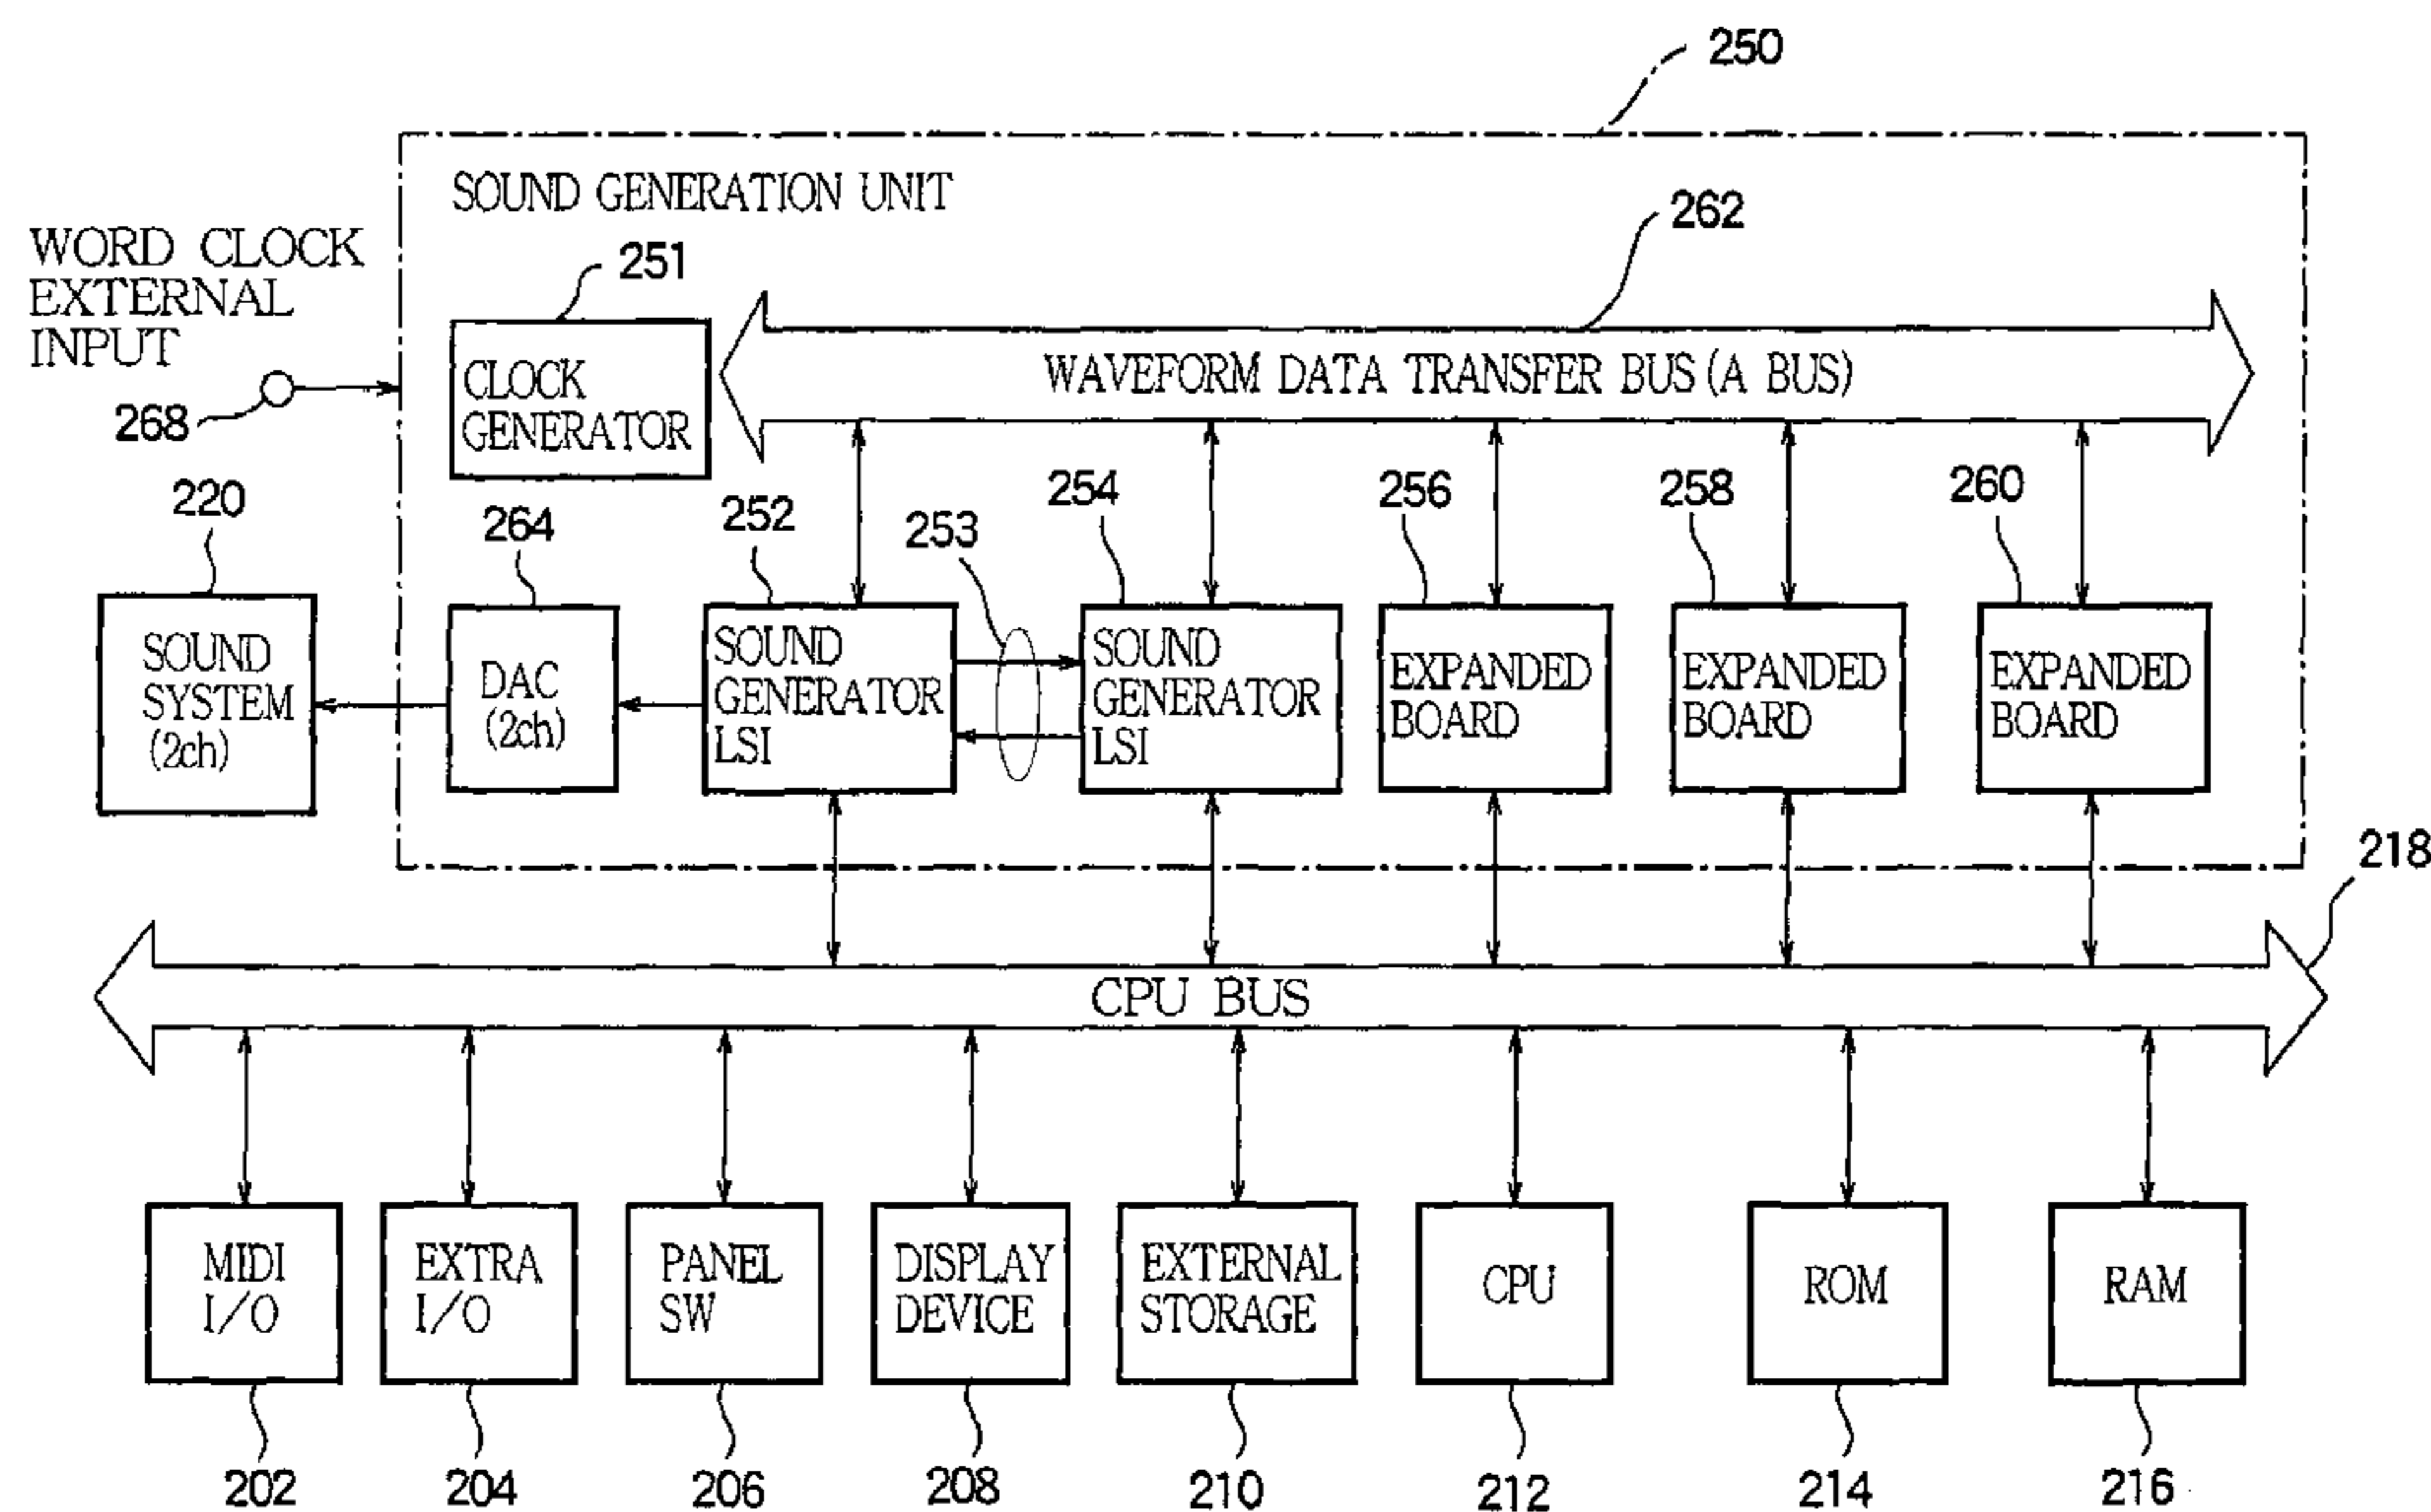 250
SOUND GENERATION UNIT
262
WORD CLOCK
EXTERNAL
INPUT
251
268
CLOCK
GENERATOR
WAVEFORM DATA TRANSFER BUS (A BUS)
220
264
252
253
254
256
258
260
SOUND
SYSTEM
(2ch)
DAC
(2ch)
SOUND
GENERATOR
LSI
SOUND
GENERATOR
LSI
EXPANDED
BOARD
EXPANDED
BOARD
EXPANDED
BOARD
218
CPU BUS
MIDI
I/O
EXTRA
I/O
PANEL
SW
DISPLAY
DEVICE
EXTERNAL
STORAGE
CPU
ROM
RAM
202
204
206
208
210
212
214
216